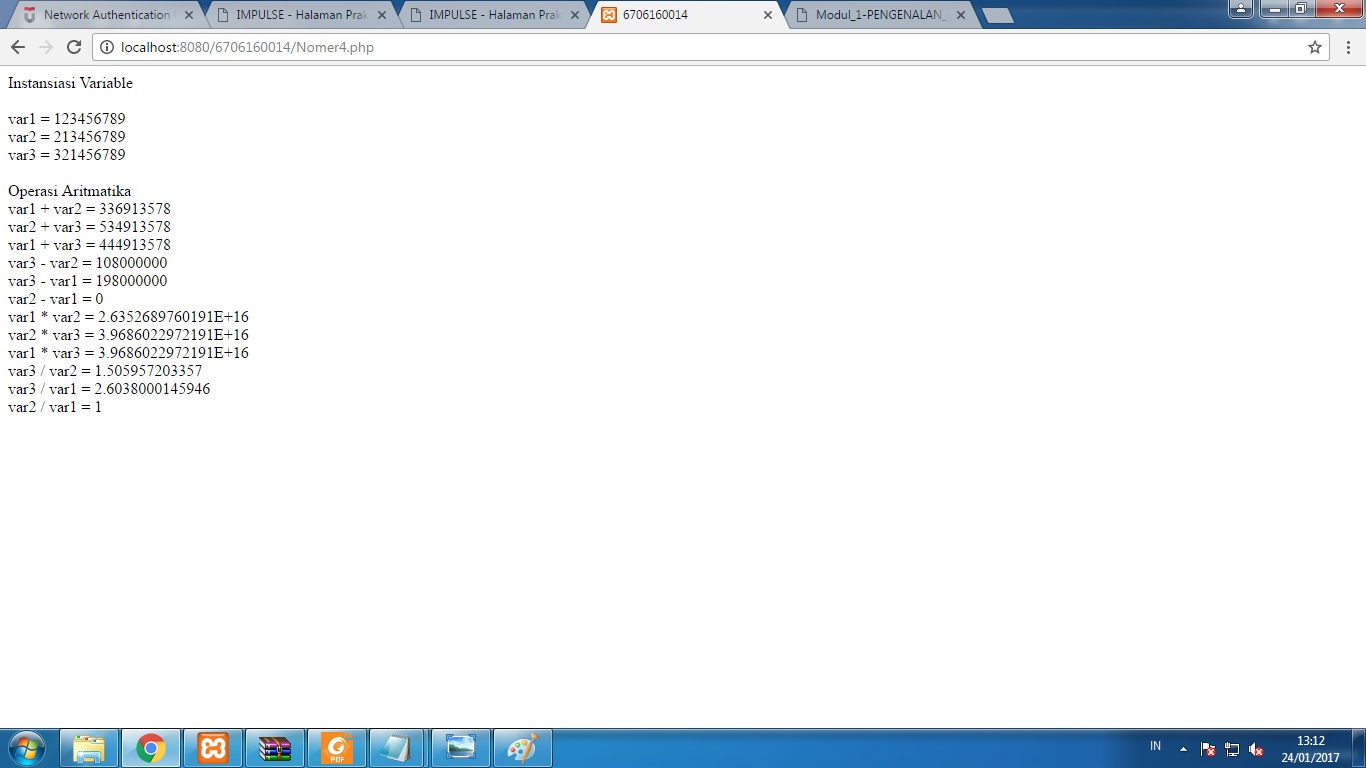 Network Authentication
IMPULSE - Halaman Prak
IMPULSE - Halaman Prak
6706160014
Modul_1-PENGENALAN_
localhost:8080/6706160014/Nomer4.php
Instansiasi Variable
var1 = 123456789
var2 = 213456789
var3 = 321456789
Operasi Aritmatika
var1 + var2 = 336913578
var2 + var3 = 534913578
var1 + var3 = 444913578
var3 - var2 = 108000000
var3 - var1 = 198000000
var2 - var1 = 0
var1 * var2 = 2.6352689760191E+16
var2 * var3 = 3.9686022972191E+16
var1 * var3 = 3.9686022972191E+16
var3 / var2 = 1.505957203357
var3 / var1 = 2.6038000145946
var2 / var1 = 1
PDF
IN
13:12
24/01/2017